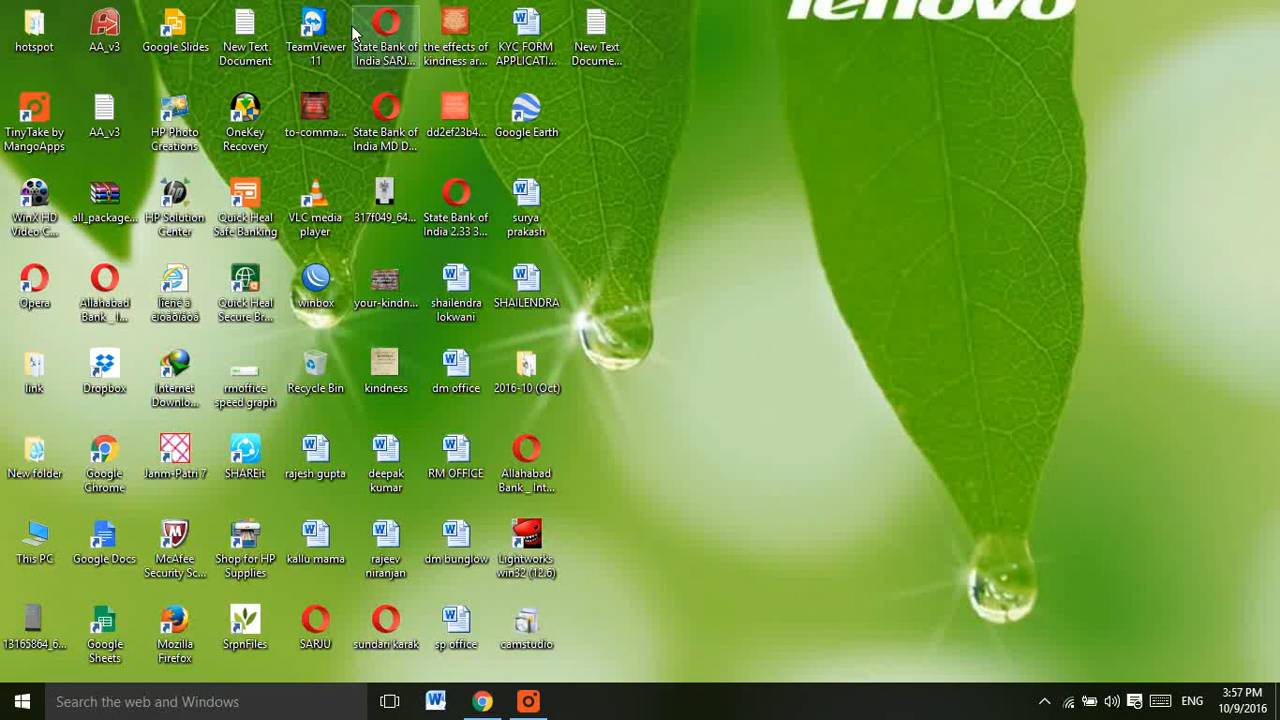 lenovo
hotspot
AA_v3
Google Slides
New Text
Document
TeamViewer
11
State Bank of
India SARJ...
the effects of
kindness ar...
KYC FORM
APPLICATI...
New Text
Docume...
TinyTake by
MangoApps
AA_v3
HP Photo
Creations
OneKey
Recovery
to-comma...
State Bank of
India MD D...
dd2ef23b4...
Google Earth
WinX HD
Video C...
all_package...
HP Solution
Center
Quick Heal
Safe Banking
VLC media
player
317f049_64...
State Bank of
India 2.33 3...
surya
prakash
Opera
Allahabad
Bank _ I...
Quick Heal
Secure Br...
winbox
your-kindn...
shailendra
lokwani
SHAILENDRA
link
Dropbox
Internet
Downlo...
rmoffice
speed graph
Recycle Bin
kindness
dm office
2016-10 (Oct)
New folder
Google
Chrome
Janm-Patri 7
SHAREit
rajesh gupta
deepak
kumar
RM OFFICE
Allahabad
Bank _ Int...
This PC
Google Docs
McAfee
Security Sc...
Shop for HP
Supplies
kallu mama
rajeev
niranjan
dm bunglow
Lightworks
win32 (12.6)
13165864_6...
Google
Sheets
Mozilla
Firefox
SrpnFiles
SARJU
sundari karak
sp office
camstudio
Search the web and Windows
ENG
3:57 PM
10/9/2016